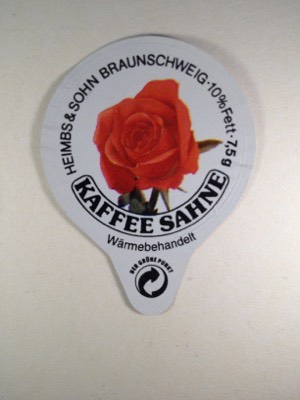 HEIMBS & SOHN BRAUNSCHWEIG · 10% Fett · 7,5 g
KAFFEE SAHNE
Wärmebehandelt
DER GRÜNE PUNKT